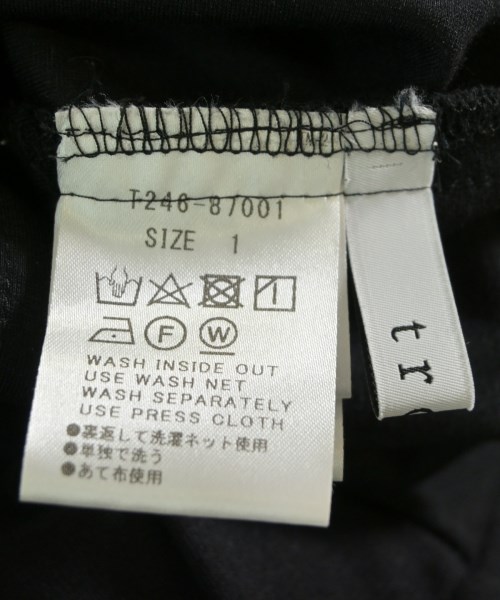 T246-87001
SIZE 1
F W
WASH INSIDE OUT
USE WASH NET
WASH SEPARATELY
USE PRESS CLOTH
●裏返して洗濯ネット使用
●単独で洗う
●あて布使用
tr